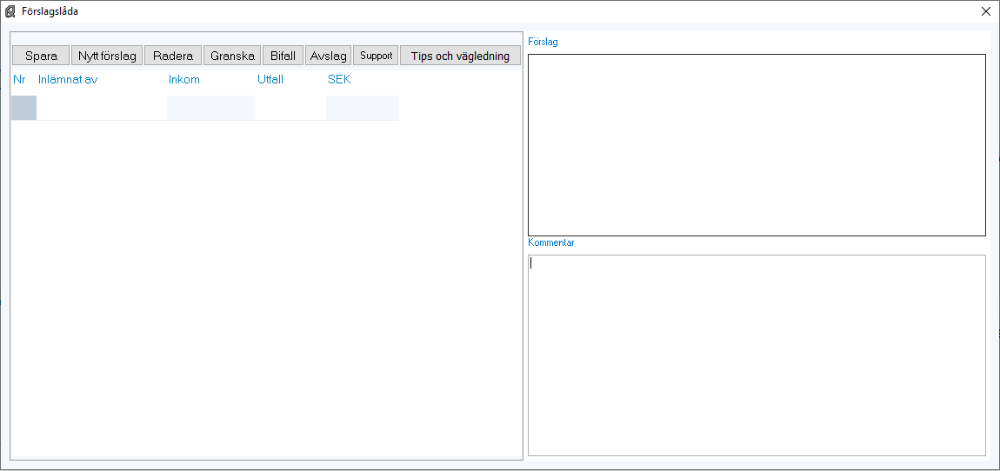 Förslagslåda
Spara Nytt förslag Radera Granska Bifall Avslag Support Tips och vägledning
Nr Inlämnat av Inkom Utfall SEK
Förslag
Kommentar